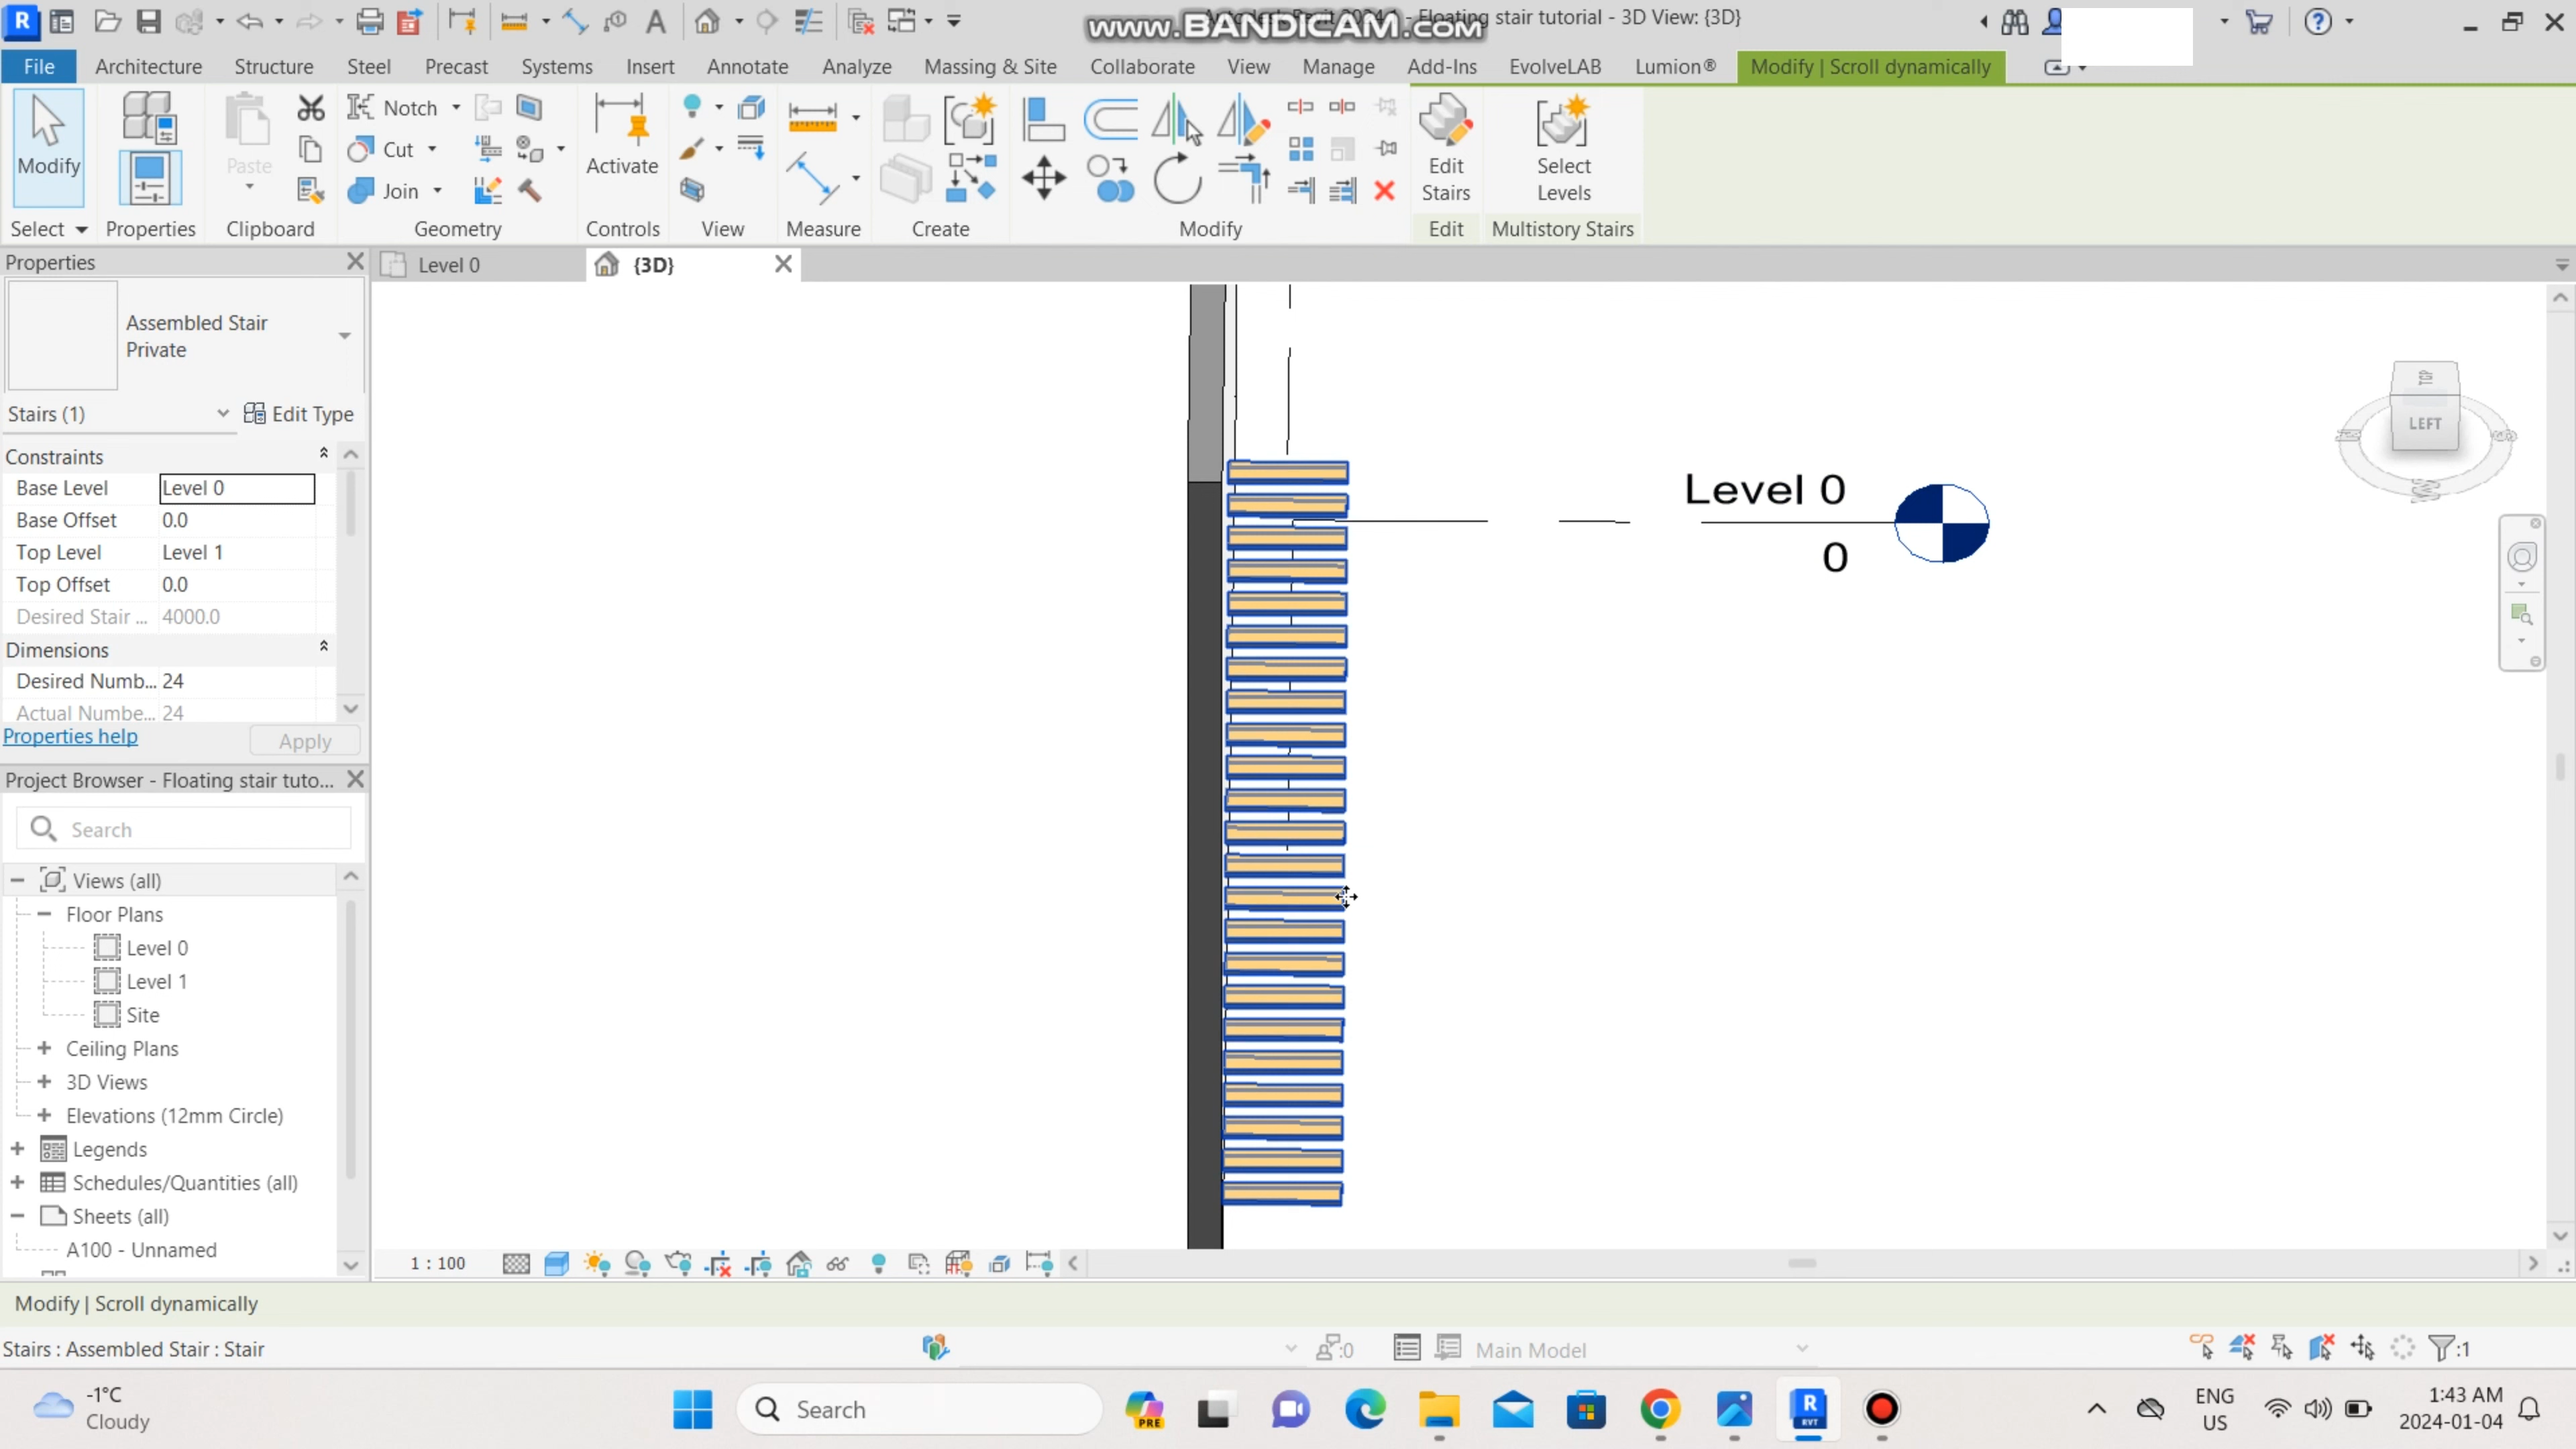 www.BANDICAM.com
Floating stair tutorial - 3D View: {3D}
File Architecture Structure Steel Precast Systems Insert Annotate Analyze Massing & Site Collaborate View Manage Add-Ins EvolveLAB Lumion® Modify | Scroll dynamically
Modify
Paste
Notch
Cut
Join
Activate
Edit Stairs
Select Levels
Select Properties Clipboard Geometry Controls View Measure Create Modify Edit Multistory Stairs
Properties
Level 0
{3D}
Assembled Stair
Private
Stairs (1)
Edit Type
Constraints
Base Level Level 0
Base Offset 0.0
Top Level Level 1
Top Offset 0.0
Desired Stair ... 4000.0
Dimensions
Desired Numb... 24
Actual Numbe... 24
Properties help
Apply
Project Browser - Floating stair tuto...
Search
Views (all)
Floor Plans
Level 0
Level 1
Site
Ceiling Plans
3D Views
Elevations (12mm Circle)
Legends
Schedules/Quantities (all)
Sheets (all)
A100 - Unnamed
Level 0
0
TOP
LEFT
1 : 100
Modify | Scroll dynamically
Stairs : Assembled Stair : Stair
:0
Main Model
:1
-1°C
Cloudy
Search
PRE
R
RVT
ENG
US
1:43 AM
2024-01-04